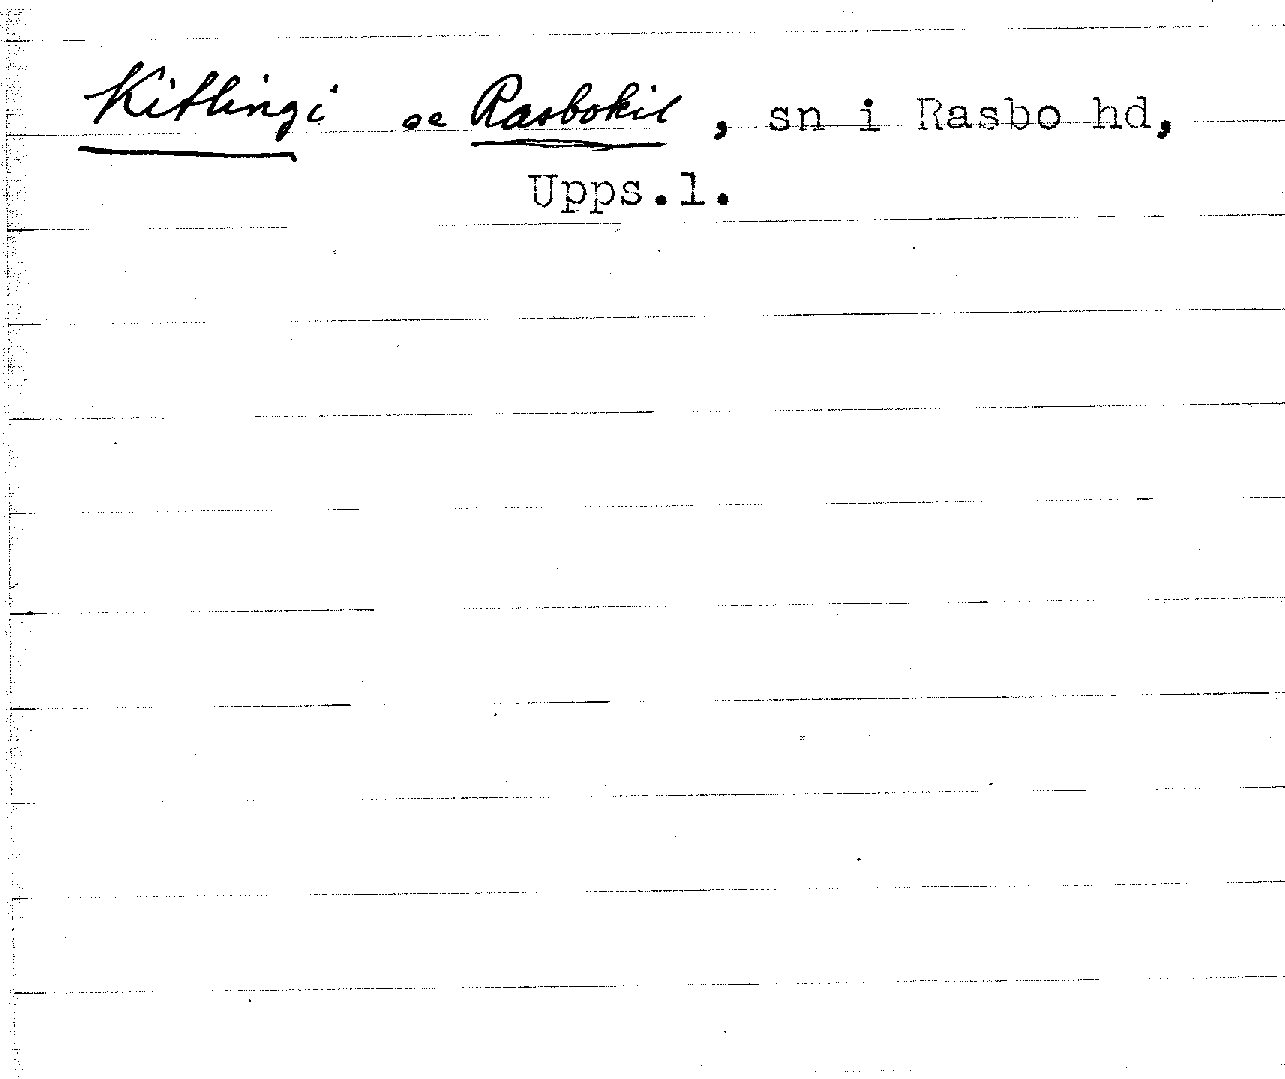 Kitlingi se Rasbokil, sn i Rasbo hd,
Upps.l.